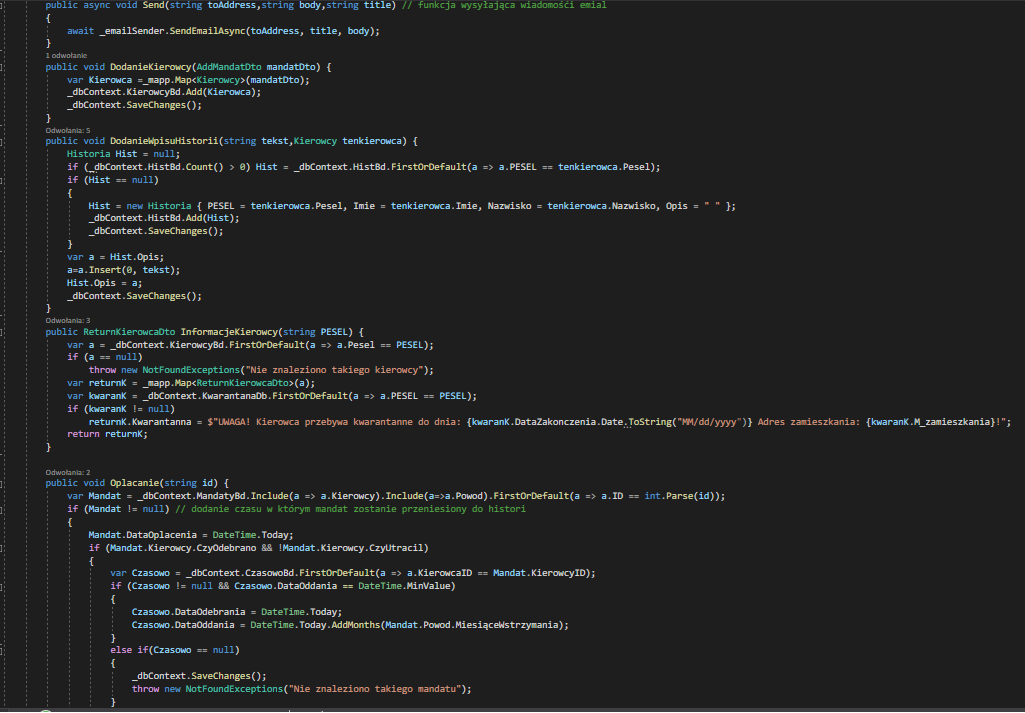 public async void Send(string toAddress,string body,string title) // funkcja wysyłająca wiadomośći emial
{
await _emailSender.SendEmailAsync(toAddress, title, body);
}
1 odwołanie
public void DodanieKierowcy(AddMandatDto mandatDto) {
var Kierowca =_mapp.Map<Kierowcy>(mandatDto);
_dbContext.KierowcyBd.Add(Kierowca);
_dbContext.SaveChanges();
}
Odwołania: 5
public void DodanieWpisuHistorii(string tekst,Kierowcy tenkierowca) {
Historia Hist = null;
if (_dbContext.HistBd.Count() > 0) Hist = _dbContext.HistBd.FirstOrDefault(a => a.PESEL == tenkierowca.Pesel);
if (Hist == null)
{
Hist = new Historia { PESEL = tenkierowca.Pesel, Imie = tenkierowca.Imie, Nazwisko = tenkierowca.Nazwisko, Opis = " " };
_dbContext.HistBd.Add(Hist);
_dbContext.SaveChanges();
}
var a = Hist.Opis;
a=a.Insert(0, tekst);
Hist.Opis = a;
_dbContext.SaveChanges();
}
Odwołania: 3
public ReturnKierowcaDto InformacjeKierowcy(string PESEL) {
var a = _dbContext.KierowcyBd.FirstOrDefault(a => a.Pesel == PESEL);
if (a == null)
throw new NotFoundExceptions("Nie znaleziono takiego kierowcy");
var returnK = _mapp.Map<ReturnKierowcaDto>(a);
var kwaranK = _dbContext.KwarantanaDb.FirstOrDefault(a => a.PESEL == PESEL);
if (kwaranK != null)
returnK.Kwarantanna = $"UWAGA! Kierowca przebywa kwarantanne do dnia: {kwaranK.DataZakonczenia.Date.ToString("MM/dd/yyyy")} Adres zamieszkania: {kwaranK.M_zamieszkania}!";
return returnK;
}
Odwołania: 2
public void Oplacanie(string id) {
var Mandat = _dbContext.MandatyBd.Include(a => a.Kierowcy).Include(a=>a.Powod).FirstOrDefault(a => a.ID == int.Parse(id));
if (Mandat != null) // dodanie czasu w którym mandat zostanie przeniesiony do histori
{
Mandat.DataOplacenia = DateTime.Today;
if (Mandat.Kierowcy.CzyOdebrano && !Mandat.Kierowcy.CzyUtracil)
{
var Czasowo = _dbContext.CzasowoBd.FirstOrDefault(a => a.KierowcaID == Mandat.KierowcyID);
if (Czasowo != null && Czasowo.DataOddania == DateTime.MinValue)
{
Czasowo.DataOdebrania = DateTime.Today;
Czasowo.DataOddania = DateTime.Today.AddMonths(Mandat.Powod.MiesiąceWstrzymania);
}
else if(Czasowo == null)
{
_dbContext.SaveChanges();
throw new NotFoundExceptions("Nie znaleziono takiego mandatu");
}